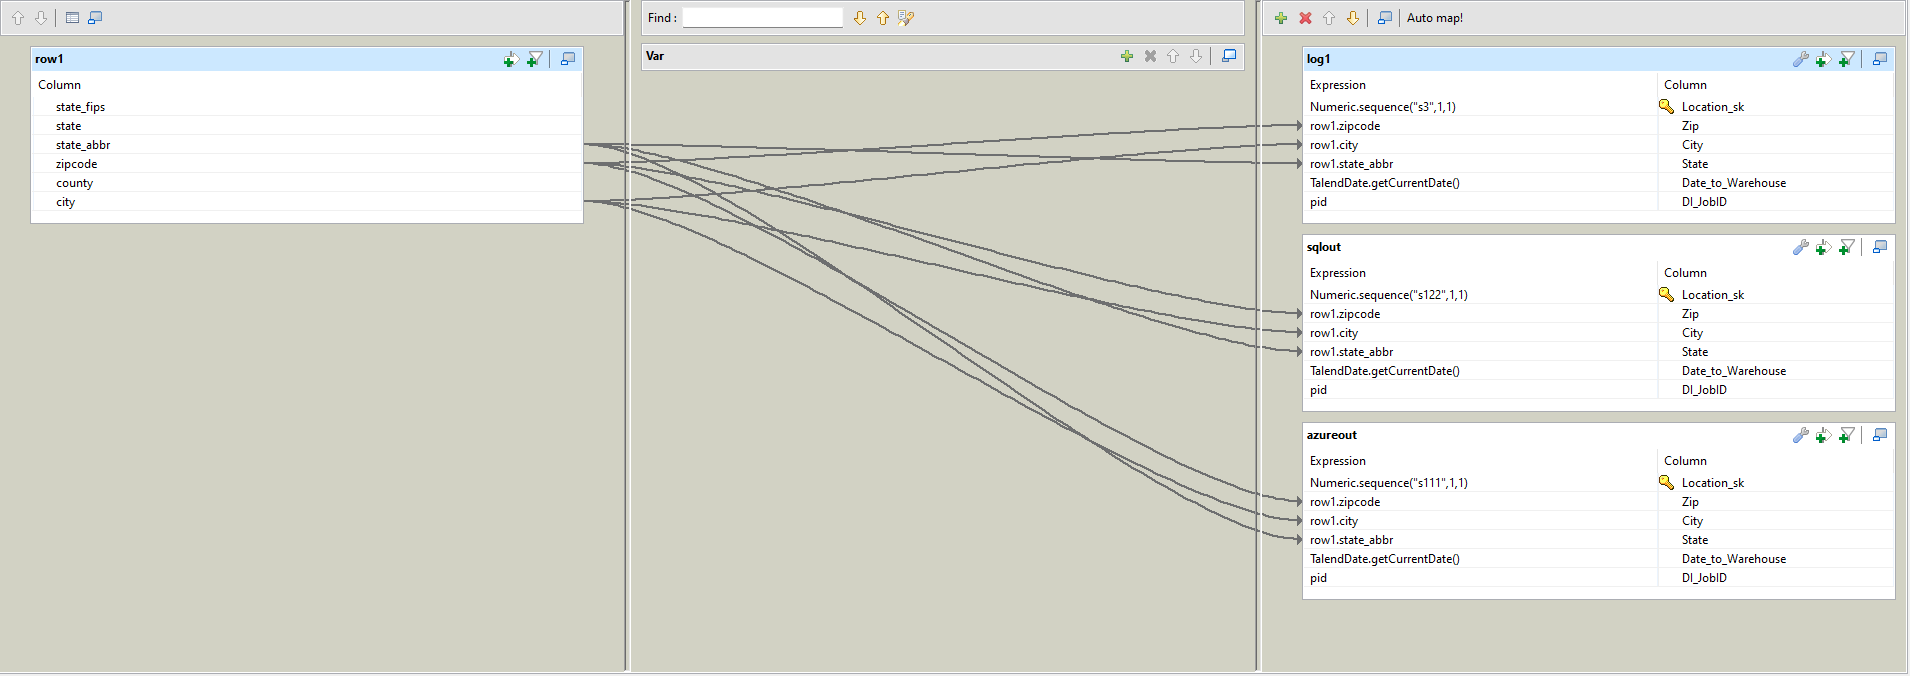 Find :
Auto map!
row1
Column
state_fips
state
state_abbr
zipcode
county
city
Var
log1
Expression Column
Numeric.sequence("s3",1,1) Location_sk
row1.zipcode Zip
row1.city City
row1.state_abbr State
TalendDate.getCurrentDate() Date_to_Warehouse
pid DI_JobID
sqlout
Expression Column
Numeric.sequence("s122",1,1) Location_sk
row1.zipcode Zip
row1.city City
row1.state_abbr State
TalendDate.getCurrentDate() Date_to_Warehouse
pid DI_JobID
azureout
Expression Column
Numeric.sequence("s111",1,1) Location_sk
row1.zipcode Zip
row1.city City
row1.state_abbr State
TalendDate.getCurrentDate() Date_to_Warehouse
pid DI_JobID